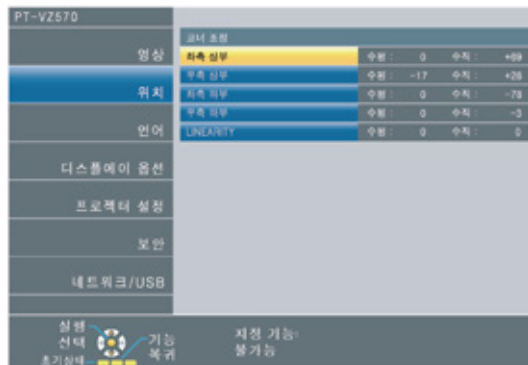 PT-VZ570
영상
위치
언어
디스플레이 옵션
프로젝터 설정
보안
네트워크/USB
코너 조정
좌측 상부 수평 : 0 수직 : +69
우측 상부 수평 : -17 수직 : +26
좌측 하부 수평 : 0 수직 : -78
우측 하부 수평 : 0 수직 : -3
LINEARITY 수평 : 0 수직 : 0
실행
선택
초기상태
기능
복귀
지정 기능:
불가능